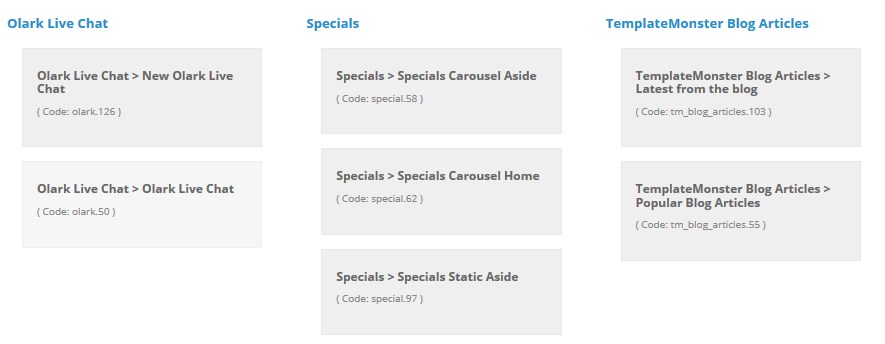 Olark Live Chat
Olark Live Chat > New Olark Live
Chat
( Code: olark.126 )
Olark Live Chat > Olark Live Chat
( Code: olark.50 )
Specials
Specials > Specials Carousel Aside
( Code: special.58 )
Specials > Specials Carousel Home
( Code: special.62 )
Specials > Specials Static Aside
( Code: special.97 )
TemplateMonster Blog Articles
TemplateMonster Blog Articles >
Latest from the blog
( Code: tm_blog_articles.103 )
TemplateMonster Blog Articles >
Popular Blog Articles
( Code: tm_blog_articles.55 )